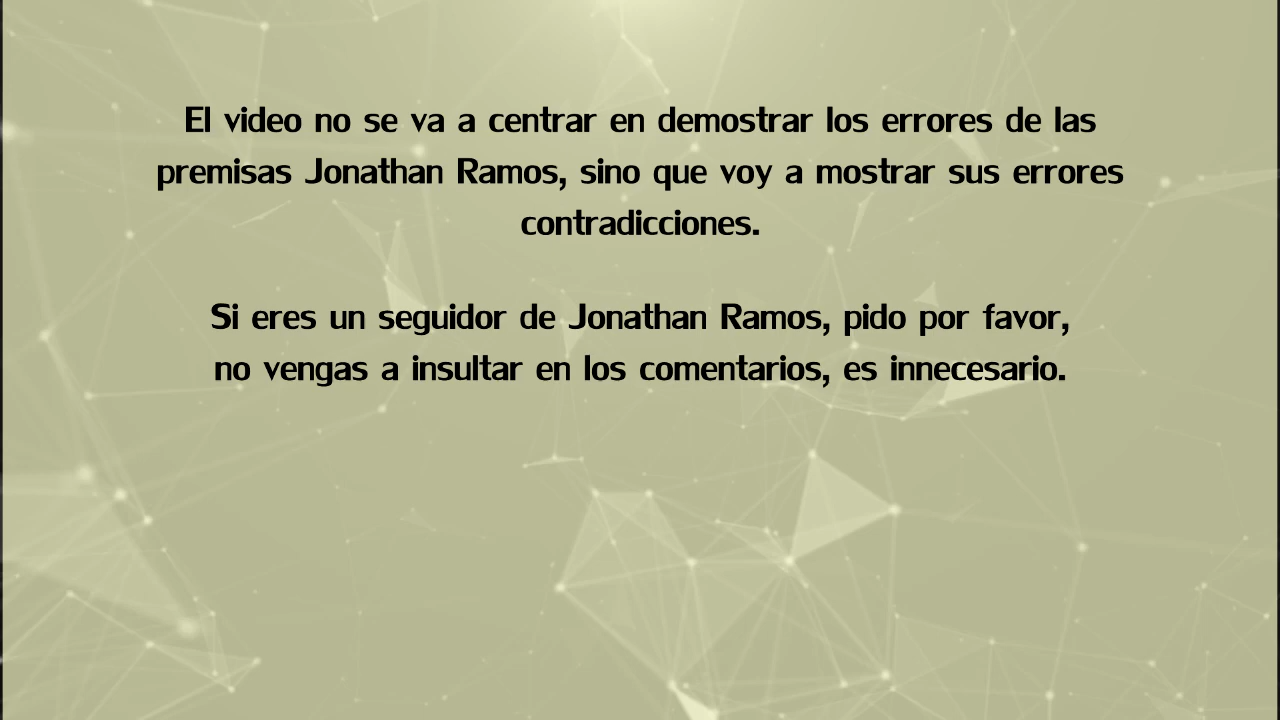 El video no se va a centrar en demostrar los errores de las
premisas Jonathan Ramos, sino que voy a mostrar sus errores
contradicciones.
Si eres un seguidor de Jonathan Ramos, pido por favor,
no vengas a insultar en los comentarios, es innecesario.